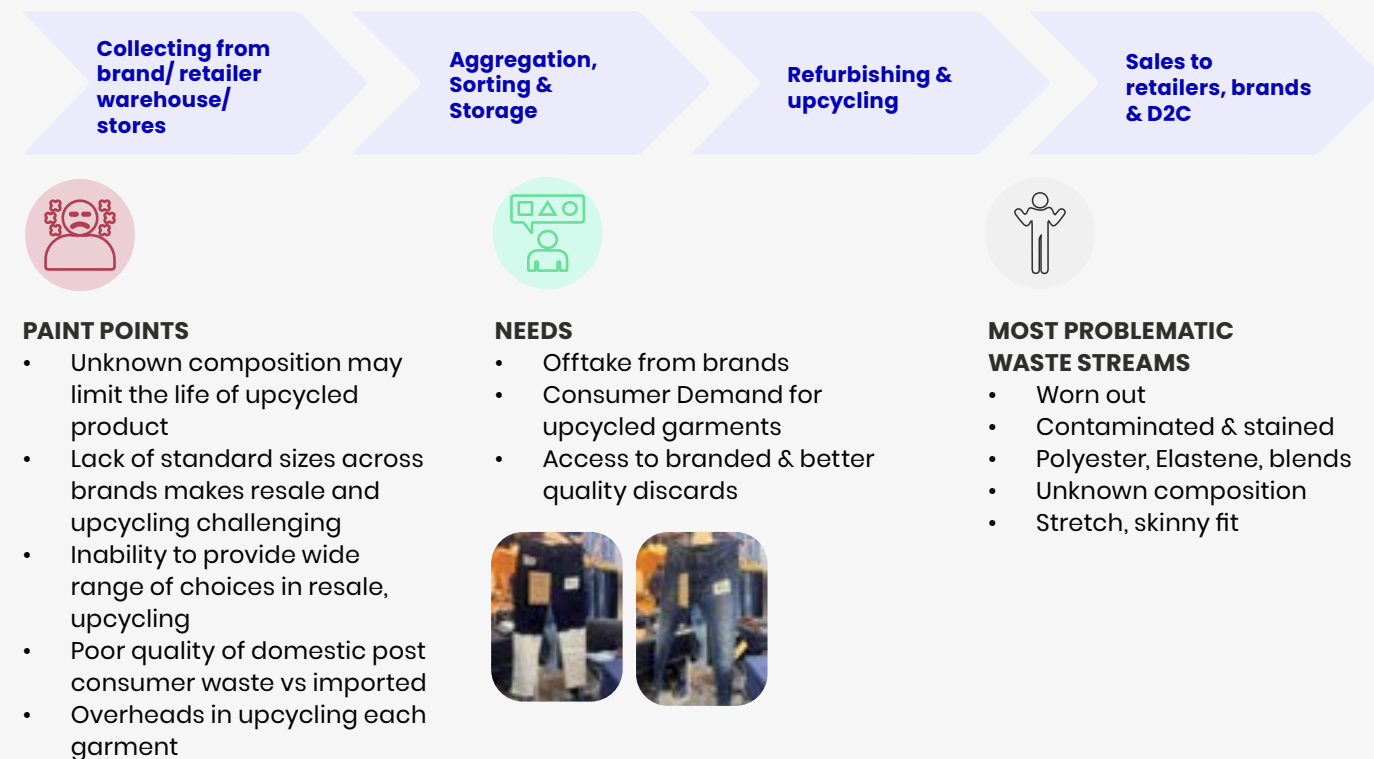 Collecting from
brand/ retailer
warehouse/
stores
Aggregation,
Sorting &
Storage
Refurbishing &
upcycling
Sales to
retailers, brands
& D2C
PAINT POINTS
• Unknown composition may
limit the life of upcycled
product
• Lack of standard sizes across
brands makes resale and
upcycling challenging
• Inability to provide wide
range of choices in resale,
upcycling
• Poor quality of domestic post
consumer waste vs imported
• Overheads in upcycling each
garment
NEEDS
• Offtake from brands
• Consumer Demand for
upcycled garments
• Access to branded & better
quality discards
MOST PROBLEMATIC
WASTE STREAMS
• Worn out
• Contaminated & stained
• Polyester, Elastene, blends
• Unknown composition
• Stretch, skinny fit